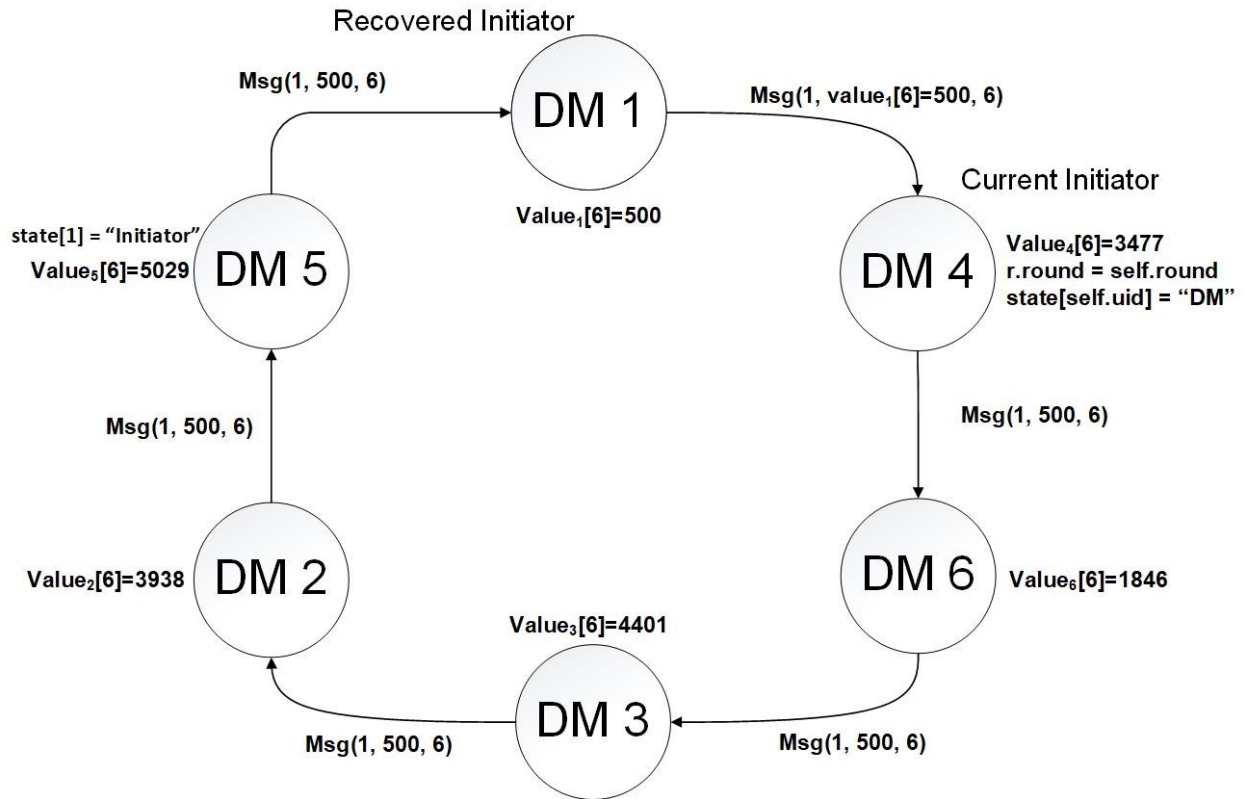 Recovered Initiator
Msg(1, 500, 6)
DM 1
Msg(1, value₁[6]=500, 6)
Value₁[6]=500
Current Initiator
DM 4
Value₄[6]=3477
r.round = self.round
state[self.uid] = “DM”
state[1] = “Initiator”
Value₅[6]=5029
DM 5
Msg(1, 500, 6)
Msg(1, 500, 6)
Value₂[6]=3938
DM 2
DM 6
Value₆[6]=1846
Value₃[6]=4401
DM 3
Msg(1, 500, 6)
Msg(1, 500, 6)